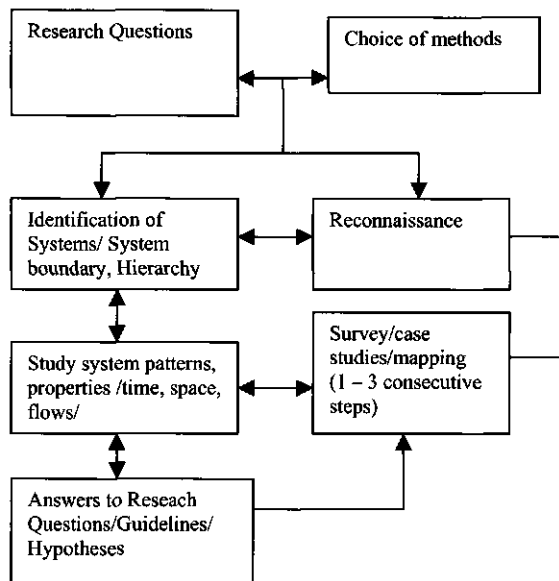 Research Questions
Choice of methods
Identification of
Systems/ System
boundary, Hierarchy
Reconnaissance
Study system patterns,
properties /time, space,
flows/
Survey/case
studies/mapping
(1 – 3 consecutive
steps)
Answers to Reseach
Questions/Guidelines/
Hypotheses